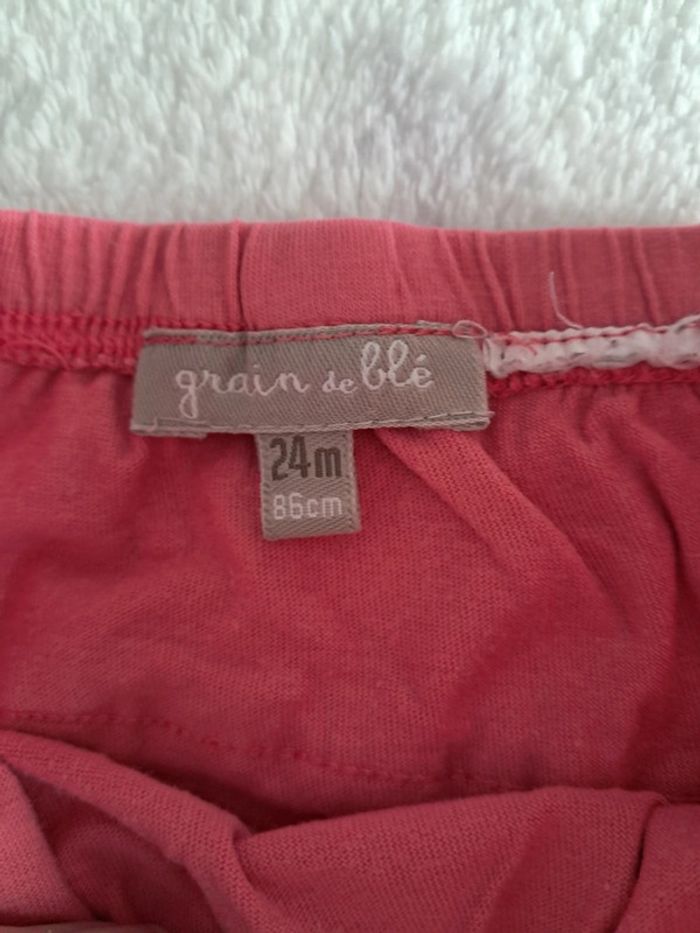 grain de blé
24m
86cm